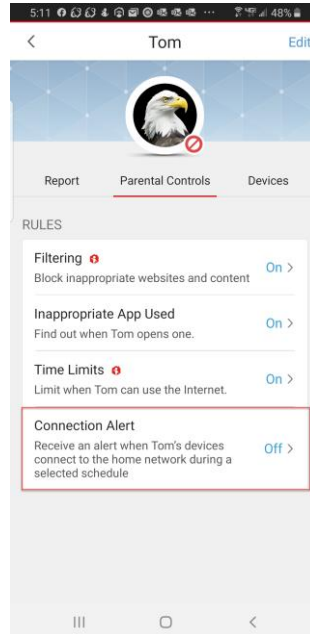 5:11 ... 48%
Tom
Edit
Report Parental Controls Devices
RULES
Filtering
Block inappropriate websites and content
On >
Inappropriate App Used
Find out when Tom opens one.
On >
Time Limits
Limit when Tom can use the Internet.
On >
Connection Alert
Receive an alert when Tom's devices
connect to the home network during a
selected schedule
Off >